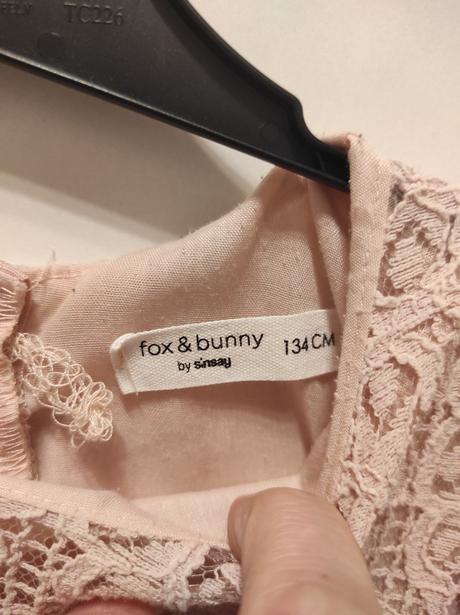 TC226
fox & bunny
by sinsay
134 CM